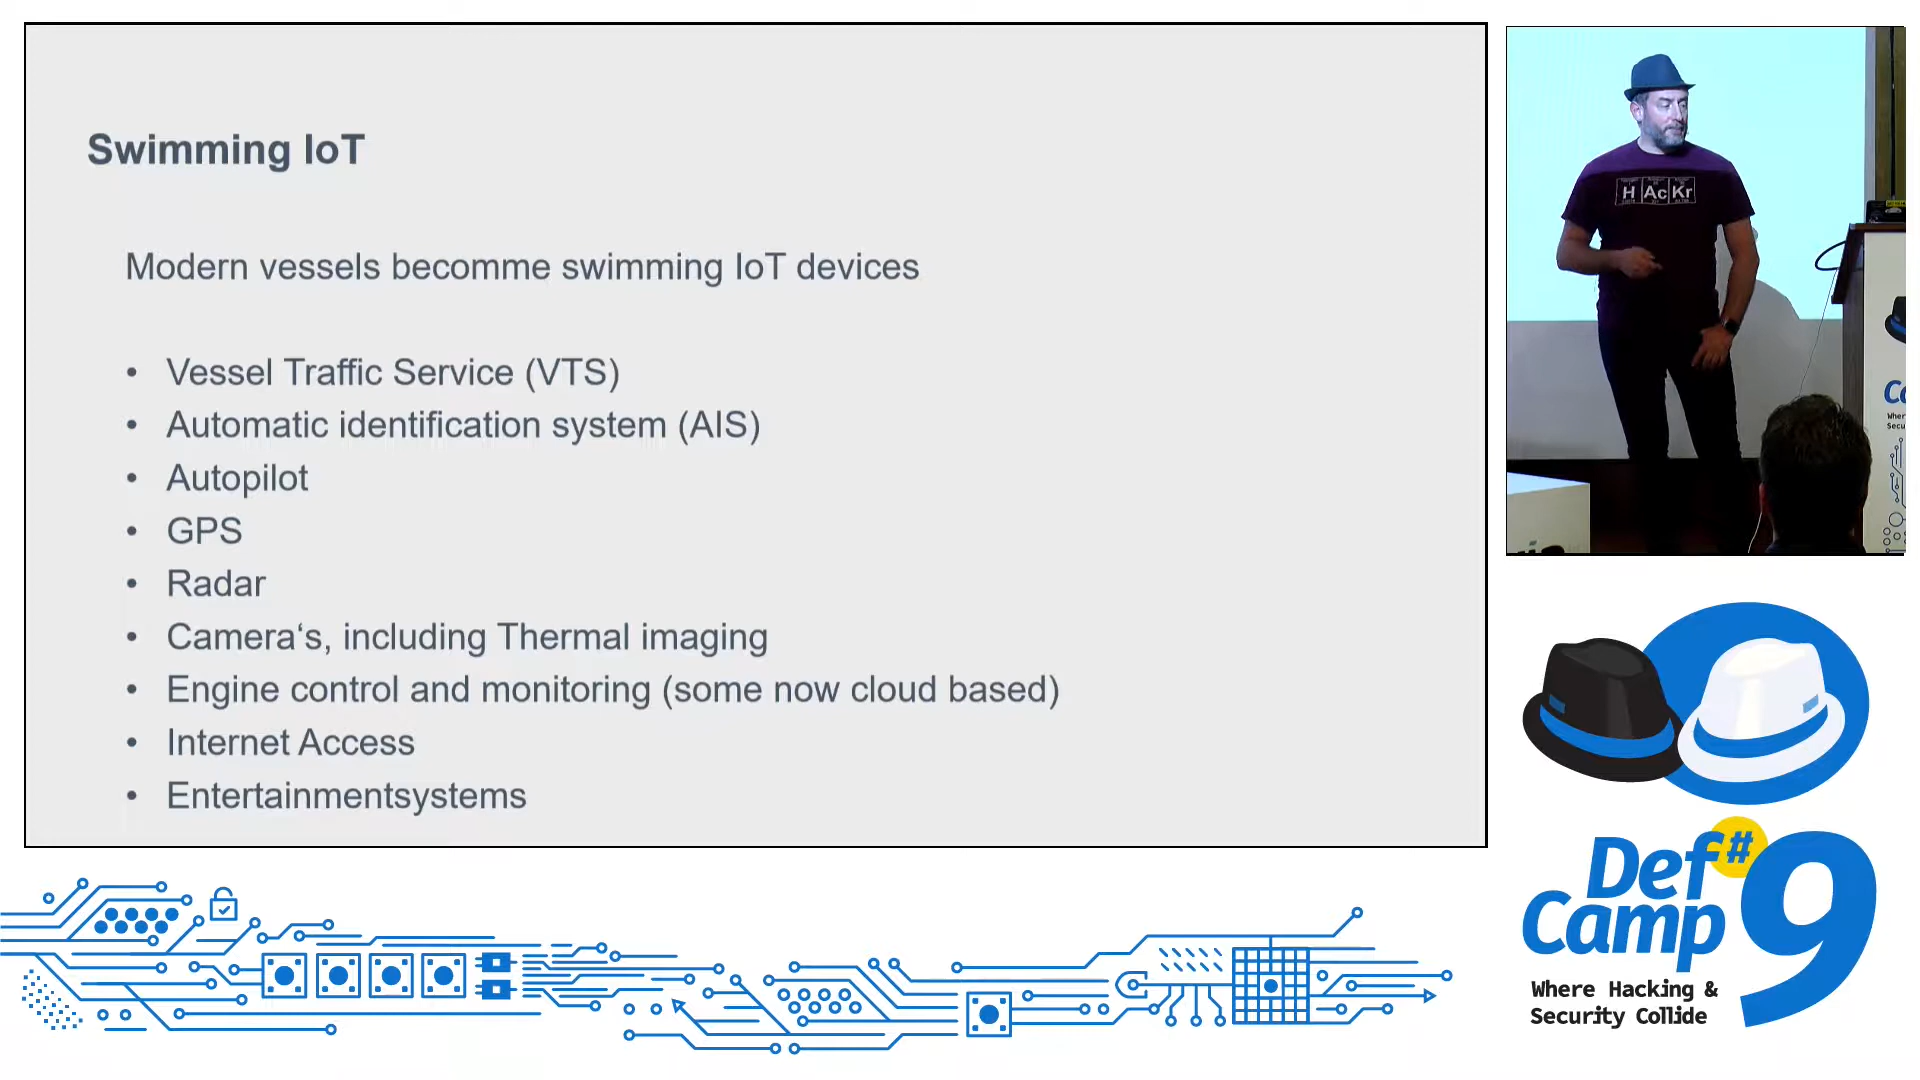 Swimming IoT
Modern vessels becomme swimming IoT devices
• Vessel Traffic Service (VTS)
• Automatic identification system (AIS)
• Autopilot
• GPS
• Radar
• Camera‘s, including Thermal imaging
• Engine control and monitoring (some now cloud based)
• Internet Access
• Entertainmentsystems
H Ac Kr
Def
Camp
#9
Where Hacking &
Security Collide